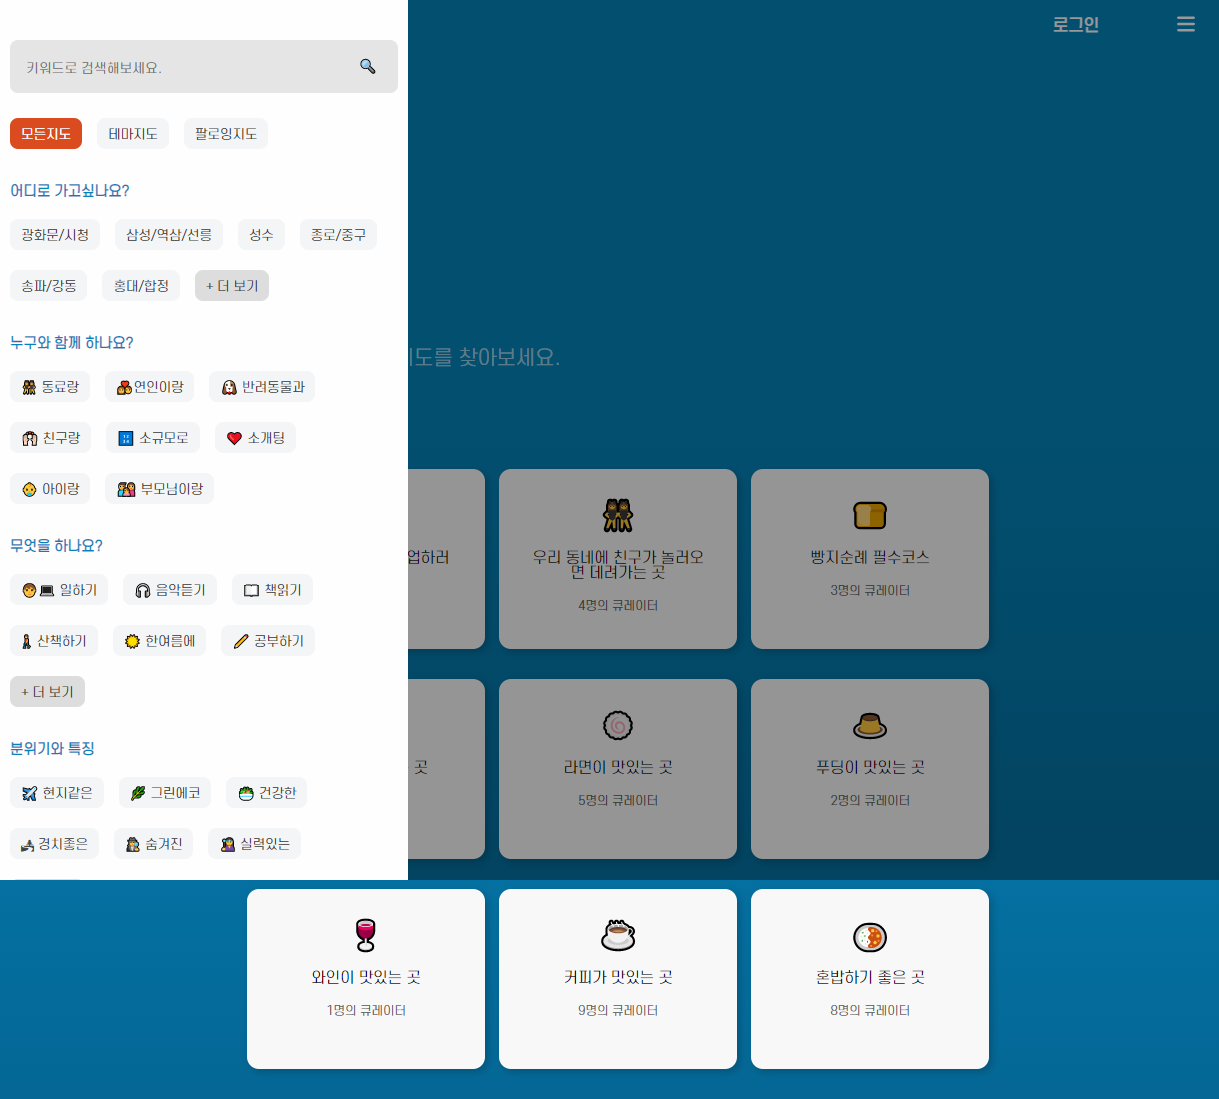 로그인
키워드로 검색해보세요.
모든지도 테마지도 팔로잉지도
어디로 가고싶나요?
광화문/시청 삼성/역삼/선릉 성수 종로/중구
송파/강동 홍대/합정 + 더 보기
누구와 함께 하나요?
동료랑 연인이랑 반려동물과
친구랑 소규모로 소개팅
아이랑 부모님이랑
무엇을 하나요?
일하기 음악듣기 책읽기
산책하기 한여름에 공부하기
+ 더 보기
분위기와 특징
현지같은 그린에코 건강한
경치좋은 숨겨진 실력있는
지도를 찾아보세요.
업하러
우리 동네에 친구가 놀러오
면 데려가는 곳
4명의 큐레이터
빵지순례 필수코스
3명의 큐레이터
곳
라면이 맛있는 곳
5명의 큐레이터
푸딩이 맛있는 곳
2명의 큐레이터
와인이 맛있는 곳
1명의 큐레이터
커피가 맛있는 곳
9명의 큐레이터
혼밥하기 좋은 곳
8명의 큐레이터